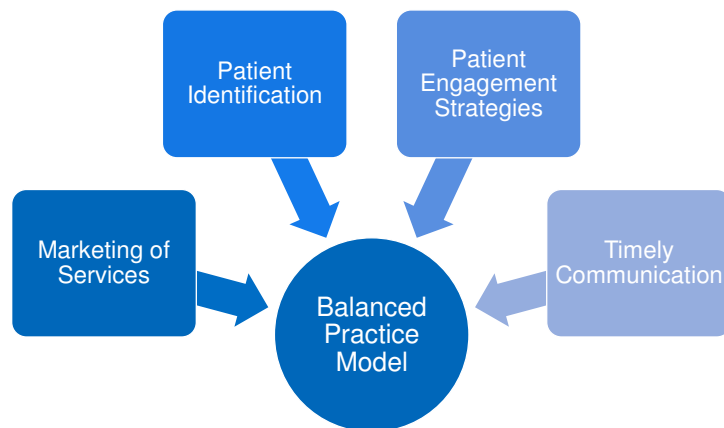 Patient
Identification
Patient
Engagement
Strategies
Marketing of
Services
Timely
Communication
Balanced
Practice
Model